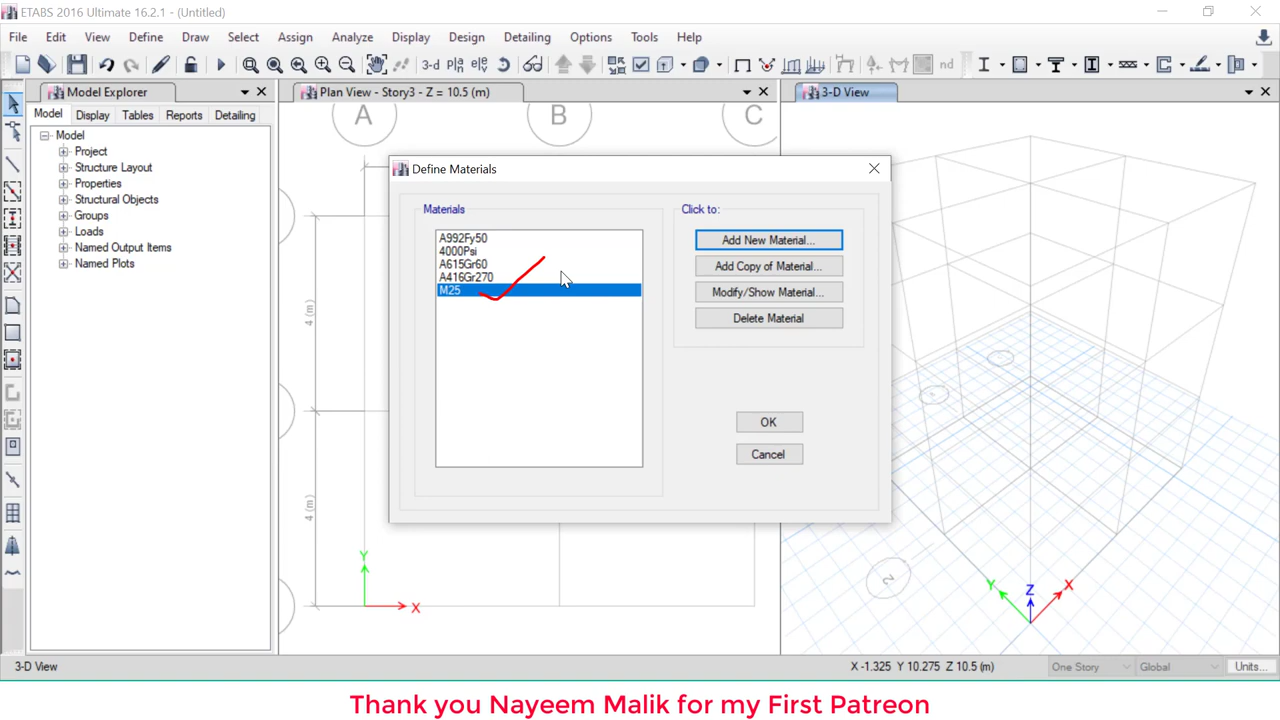 ETABS 2016 Ultimate 16.2.1 - (Untitled)
File Edit View Define Draw Select Assign Analyze Display Design Detailing Options Tools Help
3-d
nd
Model Explorer
Plan View - Story3 - Z = 10.5 (m)
3-D View
Model Display Tables Reports Detailing
A B C
Model
Project
Structure Layout
Properties
Structural Objects
Groups
Loads
Named Output Items
Named Plots
4 (m)
4 (m)
Y
X
Define Materials
Materials
A992Fy50
4000Psi
A615Gr60
A416Gr270
M25
Click to:
Add New Material...
Add Copy of Material...
Modify/Show Material...
Delete Material
OK
Cancel
2
Y Z X
3-D View
X -1.325 Y 10.275 Z 10.5 (m)
One Story
Global
Units...
Thank you Nayeem Malik for my First Patreon